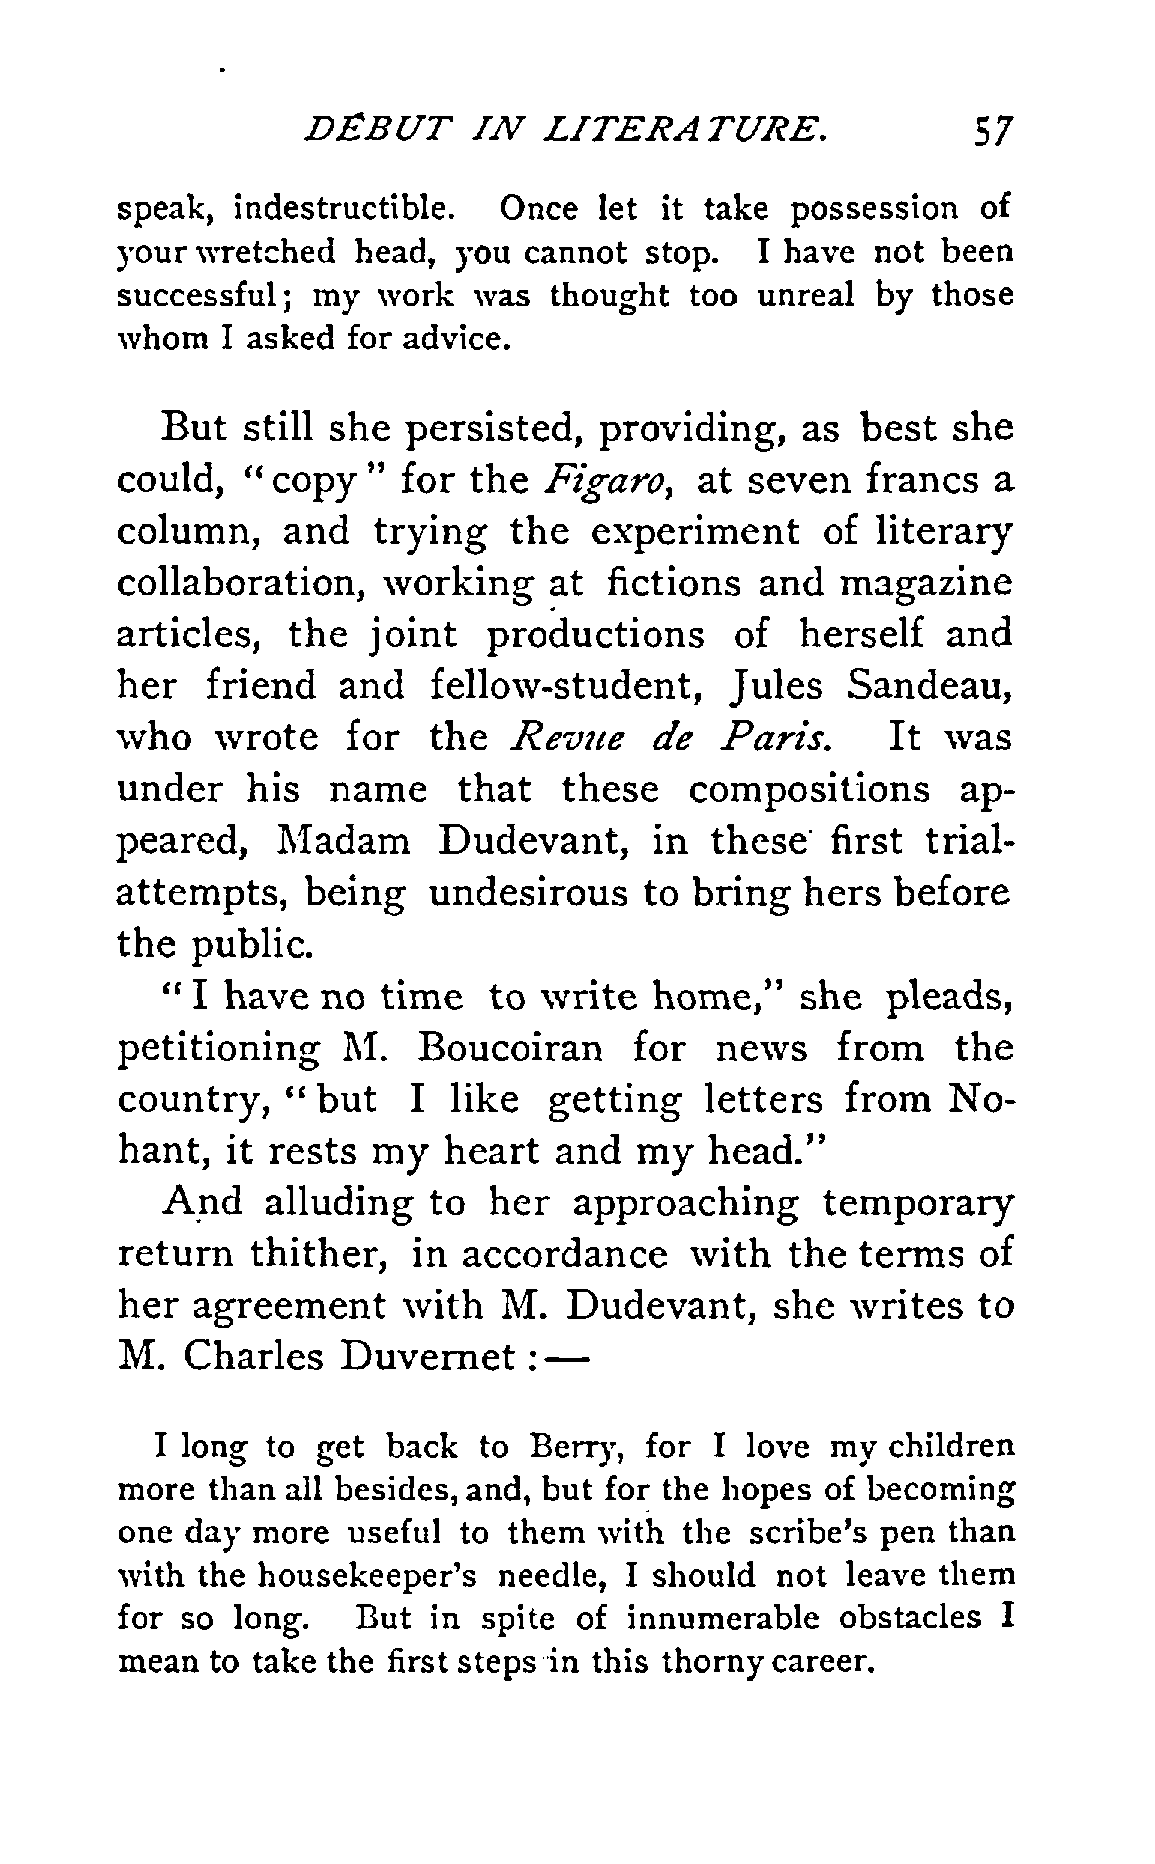 DÉBUT IN LITERATURE. 57
speak, indestructible. Once let it take possession of
your wretched head, you cannot stop. I have not been
successful; my work was thought too unreal by those
whom I asked for advice.
But still she persisted, providing, as best she
could, “copy” for the Figaro, at seven francs a
column, and trying the experiment of literary
collaboration, working at fictions and magazine
articles, the joint productions of herself and
her friend and fellow-student, Jules Sandeau,
who wrote for the Revue de Paris. It was
under his name that these compositions ap-
peared, Madam Dudevant, in these first trial-
attempts, being undesirous to bring hers before
the public.
“I have no time to write home,” she pleads,
petitioning M. Boucoiran for news from the
country, “but I like getting letters from No-
hant, it rests my heart and my head.”
And alluding to her approaching temporary
return thither, in accordance with the terms of
her agreement with M. Dudevant, she writes to
M. Charles Duvernet :—
I long to get back to Berry, for I love my children
more than all besides, and, but for the hopes of becoming
one day more useful to them with the scribe’s pen than
with the housekeeper’s needle, I should not leave them
for so long. But in spite of innumerable obstacles I
mean to take the first steps in this thorny career.